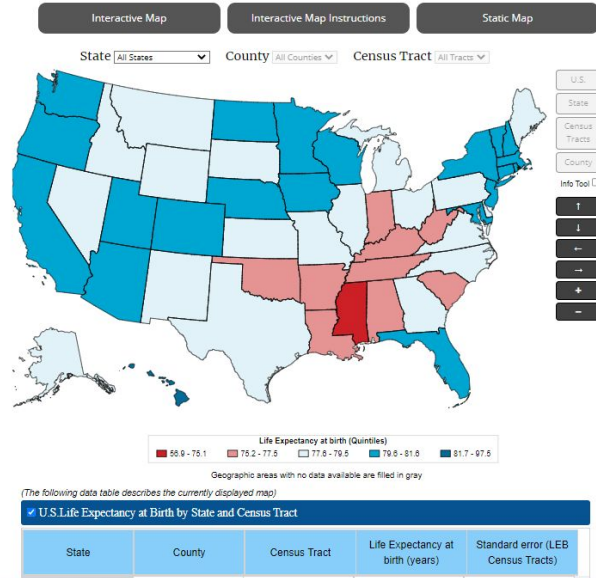 Interactive Map
Interactive Map Instructions
Static Map
State All States County All Counties Census Tract All Tracts
U.S.
State
Census
Tracts
County
Info Tool
Life Expectancy at birth (Quintiles)
56.9 - 75.1 75.2 - 77.5 77.6 - 79.5 79.6 - 81.6 81.7 - 97.5
Geographic areas with no data available are filled in gray
(The following data table describes the currently displayed map)
U.S.Life Expectancy at Birth by State and Census Tract
State
County
Census Tract
Life Expectancy at
birth (years)
Standard error (LEB
Census Tracts)